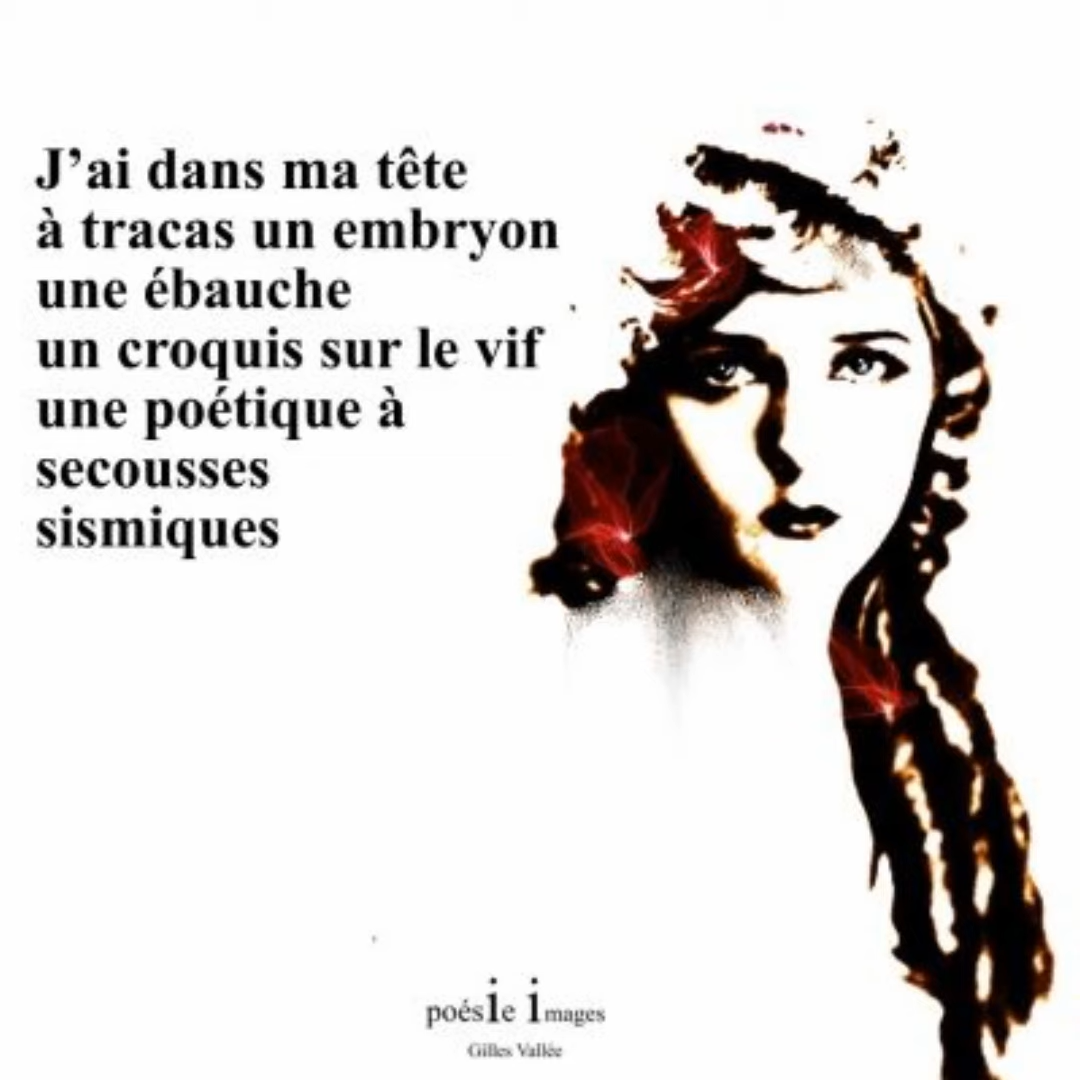 J’ai dans ma tête
à tracas un embryon
une ébauche
un croquis sur le vif
une poétique à
secousses
sismiques
poésie images
Gilles Vallée